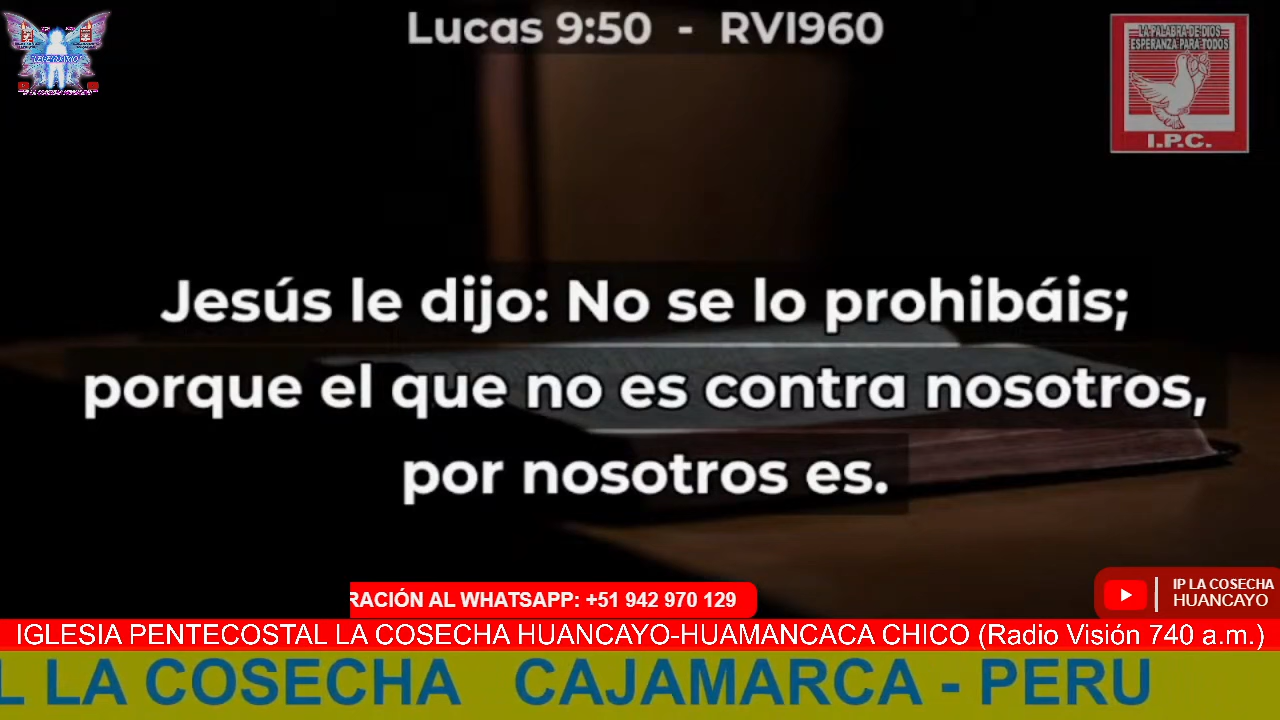 Lucas 9:50 - RVI960
LA PALABRA DE DIOS
ESPERANZA PARA TODOS
I.P.C.
Jesús le dijo: No se lo prohibáis;
porque el que no es contra nosotros,
por nosotros es.
RACIÓN AL WHATSAPP: +51 942 970 129
IP LA COSECHA
HUANCAYO
IGLESIA PENTECOSTAL LA COSECHA HUANCAYO-HUAMANCACA CHICO (Radio Visión 740 a.m.)
L LA COSECHA CAJAMARCA - PERU